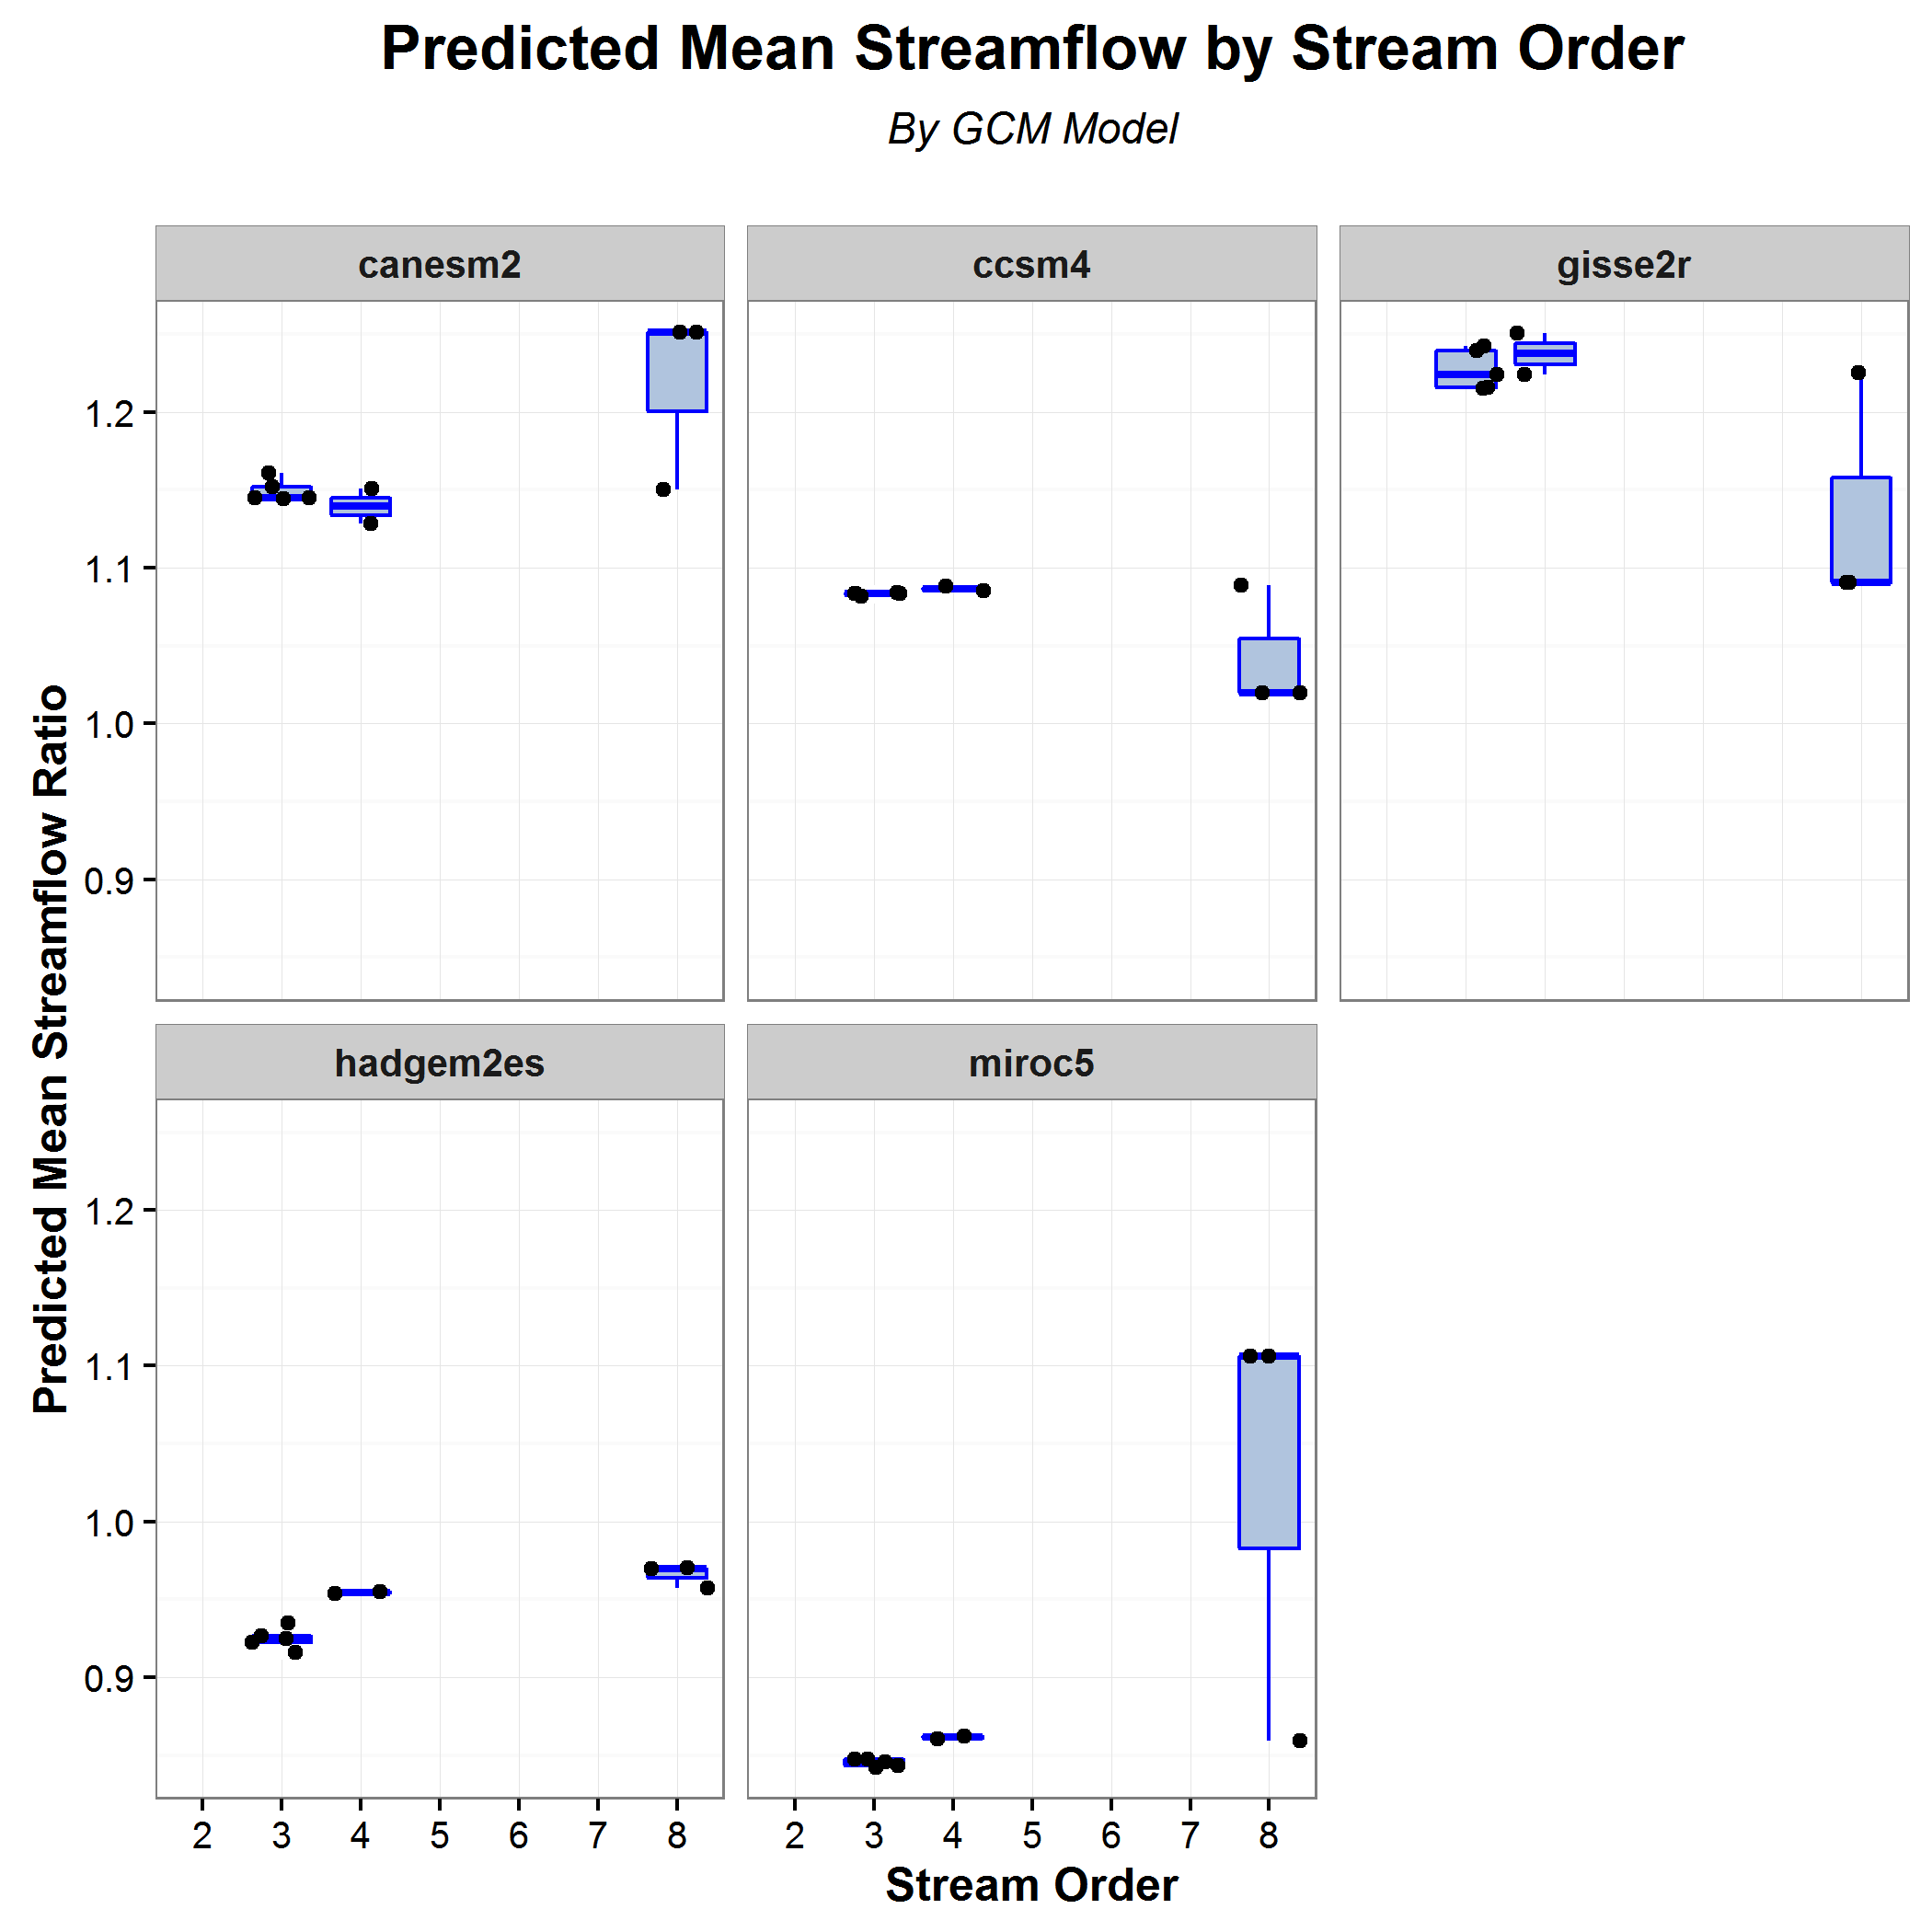 Predicted Mean Streamflow by Stream Order
By GCM Model
canesm2
ccsm4
gisse2r
Predicted Mean Streamflow Ratio
1.2
1.1
1.0
0.9
hadgem2es
miroc5
1.2
1.1
1.0
0.9
2 3 4 5 6 7 8
2 3 4 5 6 7 8
Stream Order